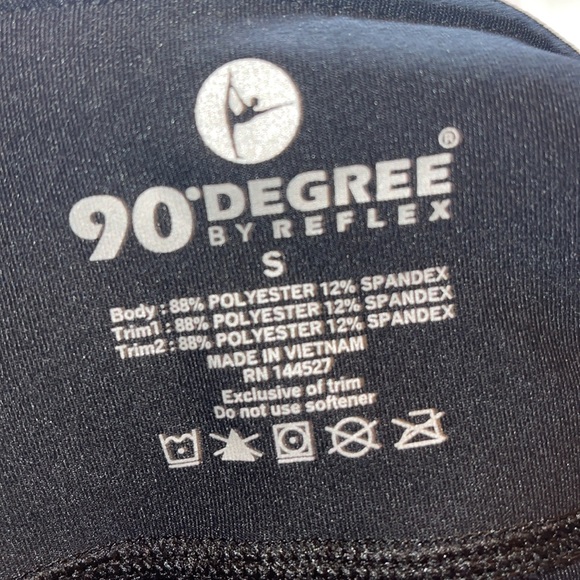 90°DEGREE®
BY REFLEX
S
Body : 88% POLYESTER 12% SPANDEX
Trim1 : 88% POLYESTER 12% SPANDEX
Trim2 : 88% POLYESTER 12% SPANDEX
MADE IN VIETNAM
RN 144527
Exclusive of trim
Do not use softener